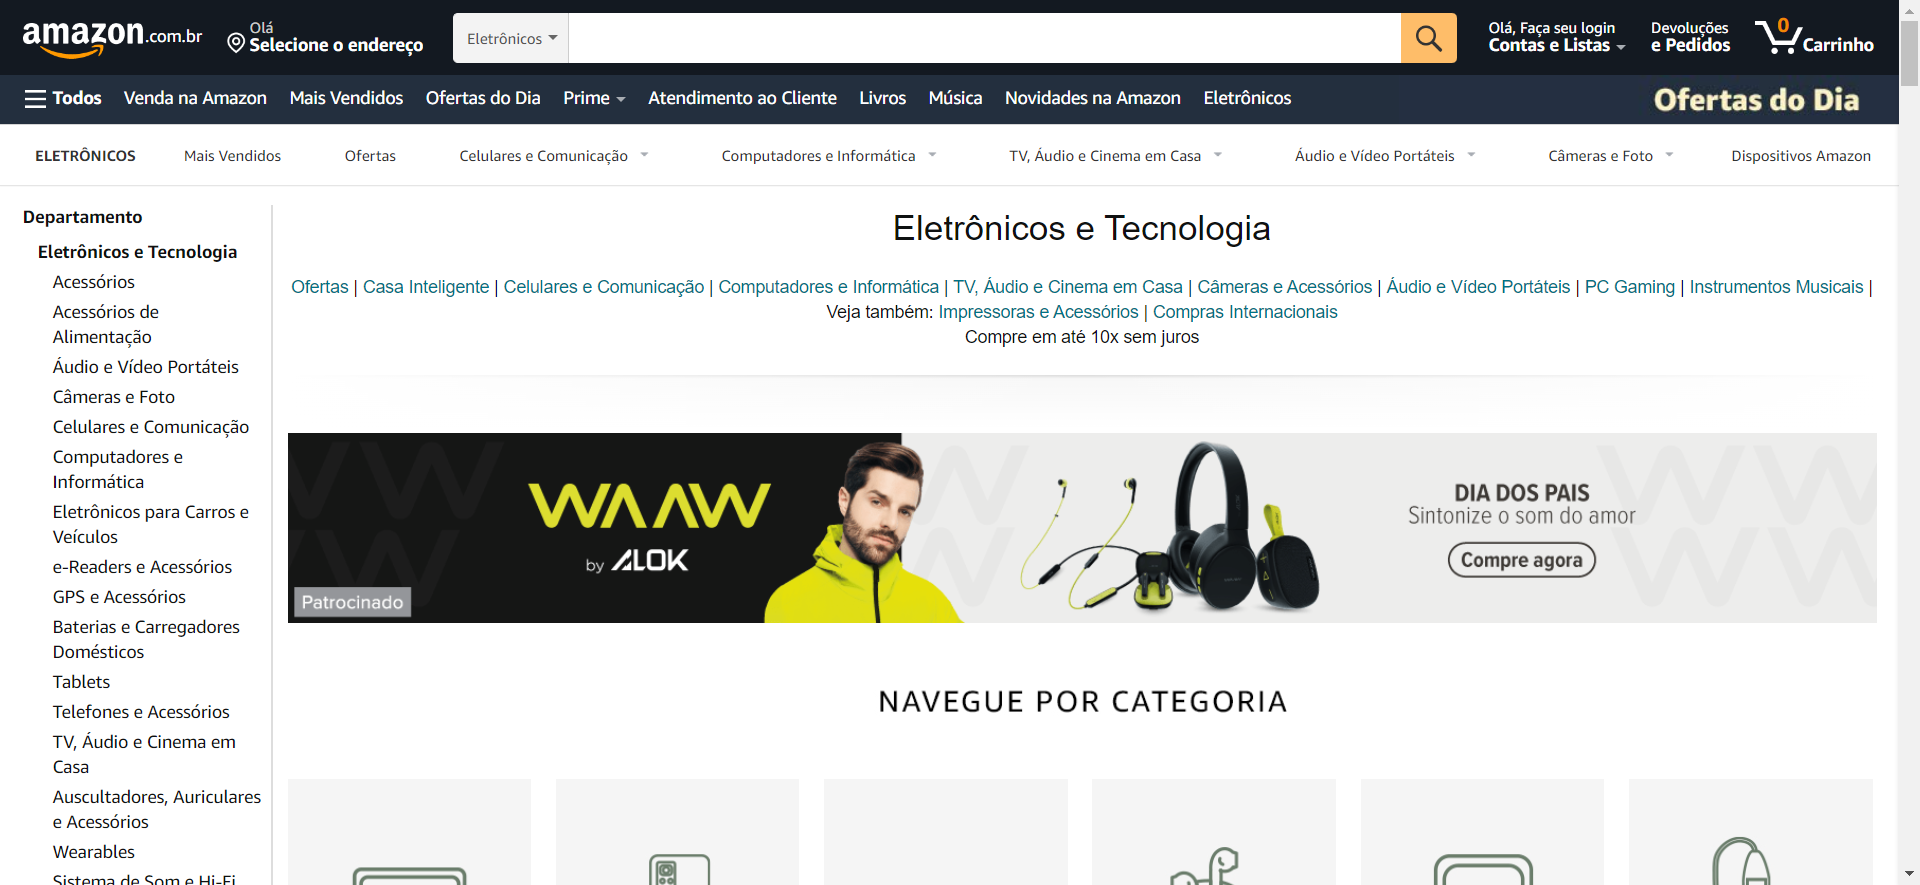 amazon.com.br
Olá
Selecione o endereço
Eletrônicos
Olá, Faça seu login
Contas e Listas
Devoluções
e Pedidos
0
Carrinho
Todos
Venda na Amazon
Mais Vendidos
Ofertas do Dia
Prime
Atendimento ao Cliente
Livros
Música
Novidades na Amazon
Eletrônicos
Ofertas do Dia
ELETRÔNICOS
Mais Vendidos
Ofertas
Celulares e Comunicação
Computadores e Informática
TV, Áudio e Cinema em Casa
Áudio e Vídeo Portáteis
Câmeras e Foto
Dispositivos Amazon
Departamento
Eletrônicos e Tecnologia
Acessórios
Acessórios de
Alimentação
Áudio e Vídeo Portáteis
Câmeras e Foto
Celulares e Comunicação
Computadores e
Informática
Eletrônicos para Carros e
Veículos
e-Readers e Acessórios
GPS e Acessórios
Baterias e Carregadores
Domésticos
Tablets
Telefones e Acessórios
TV, Áudio e Cinema em
Casa
Auscultadores, Auriculares
e Acessórios
Wearables
Sistema de Som e Hi-Fi
Eletrônicos e Tecnologia
Ofertas | Casa Inteligente | Celulares e Comunicação | Computadores e Informática | TV, Áudio e Cinema em Casa | Câmeras e Acessórios | Áudio e Vídeo Portáteis | PC Gaming | Instrumentos Musicais |
Veja também: Impressoras e Acessórios | Compras Internacionais
Compre em até 10x sem juros
WAAW
by ALOK
Patrocinado
DIA DOS PAIS
Sintonize o som do amor
Compre agora
NAVEGUE POR CATEGORIA